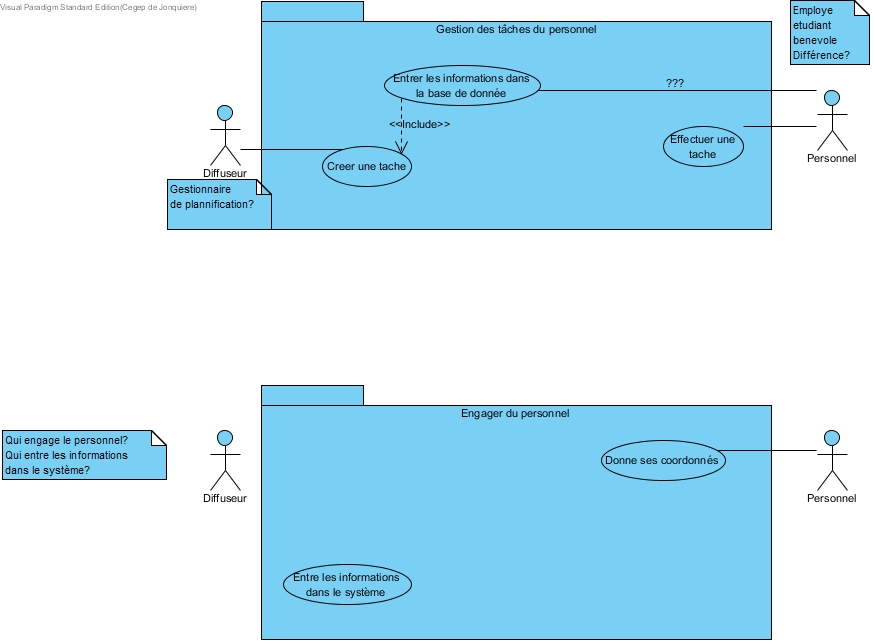 Visual Paradigm Standard Edition(Cegep de Jonquiere)
Gestion des tâches du personnel
Employe
etudiant
benevole
Différence?
Entrer les informations dans
la base de donnée
???
<<Include>>
Effectuer une
tache
Creer une tache
Diffuseur
Personnel
Gestionnaire
de plannification?
Engager du personnel
Qui engage le personnel?
Qui entre les informations
dans le système?
Donne ses coordonnés
Diffuseur
Personnel
Entre les informations
dans le système